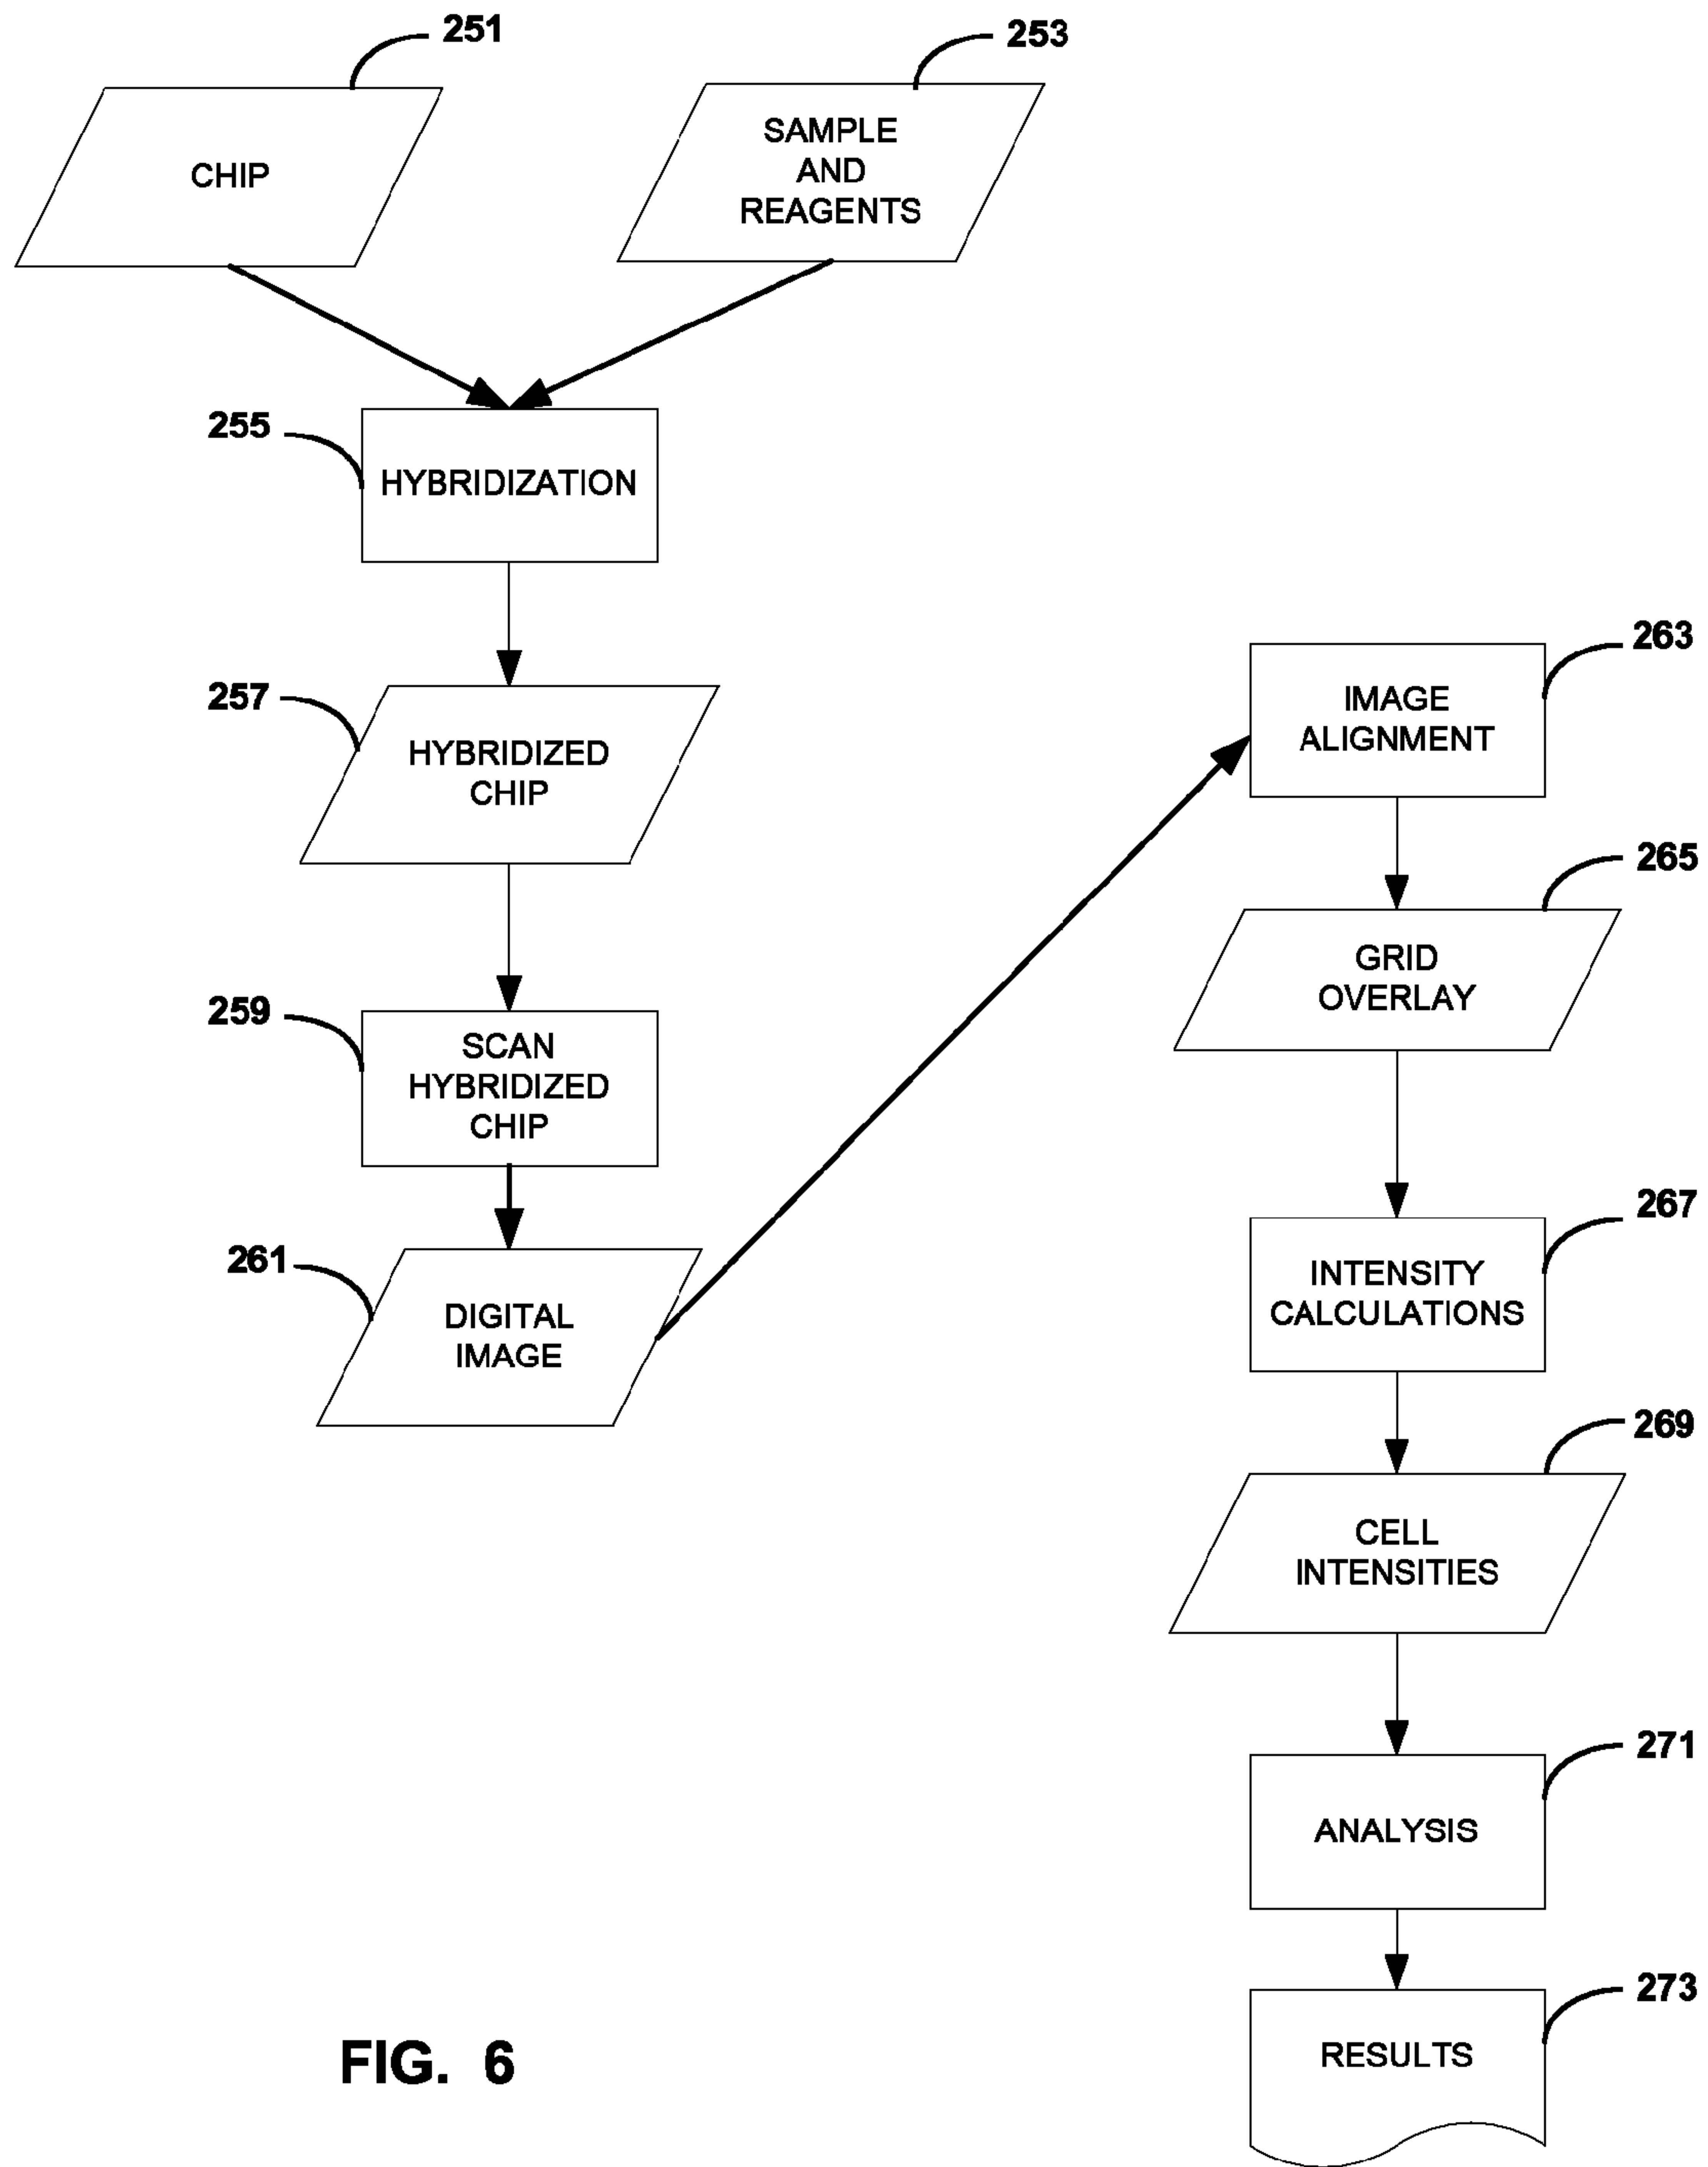 251
253
CHIP
SAMPLE
AND
REAGENTS
255
HYBRIDIZATION
257
HYBRIDIZED
CHIP
259
SCAN
HYBRIDIZED
CHIP
261
DIGITAL
IMAGE
263
IMAGE
ALIGNMENT
265
GRID
OVERLAY
267
INTENSITY
CALCULATIONS
269
CELL
INTENSITIES
271
ANALYSIS
273
RESULTS
FIG. 6